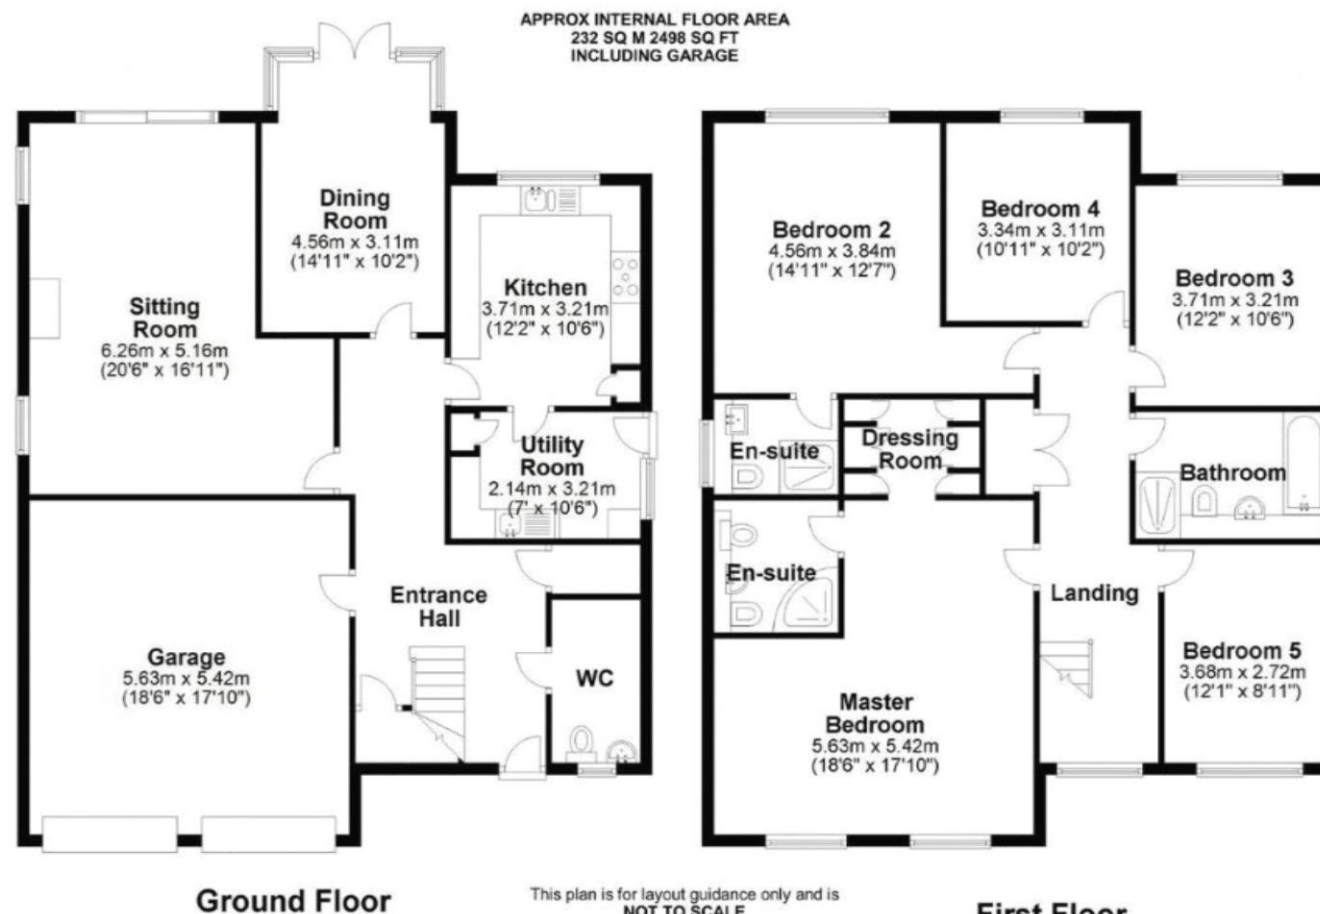 APPROX INTERNAL FLOOR AREA
232 SQ M 2498 SQ FT
INCLUDING GARAGE
Dining
Room
4.56m x 3.11m
(14'11" x 10'2")
Kitchen
3.71m x 3.21m
(12'2" x 10'6")
Sitting
Room
6.26m x 5.16m
(20'6" x 16'11")
Utility
Room
2.14m x 3.21m
(7' x 10'6")
Entrance
Hall
Garage
5.63m x 5.42m
(18'6" x 17'10")
WC
Ground Floor
Bedroom 2
4.56m x 3.84m
(14'11" x 12'7")
Bedroom 4
3.34m x 3.11m
(10'11" x 10'2")
Bedroom 3
3.71m x 3.21m
(12'2" x 10'6")
En-suite
Dressing
Room
Bathroom
En-suite
Landing
Bedroom 5
3.68m x 2.72m
(12'1" x 8'11")
Master
Bedroom
5.63m x 5.42m
(18'6" x 17'10")
First Floor
This plan is for layout guidance only and is
NOT TO SCALE